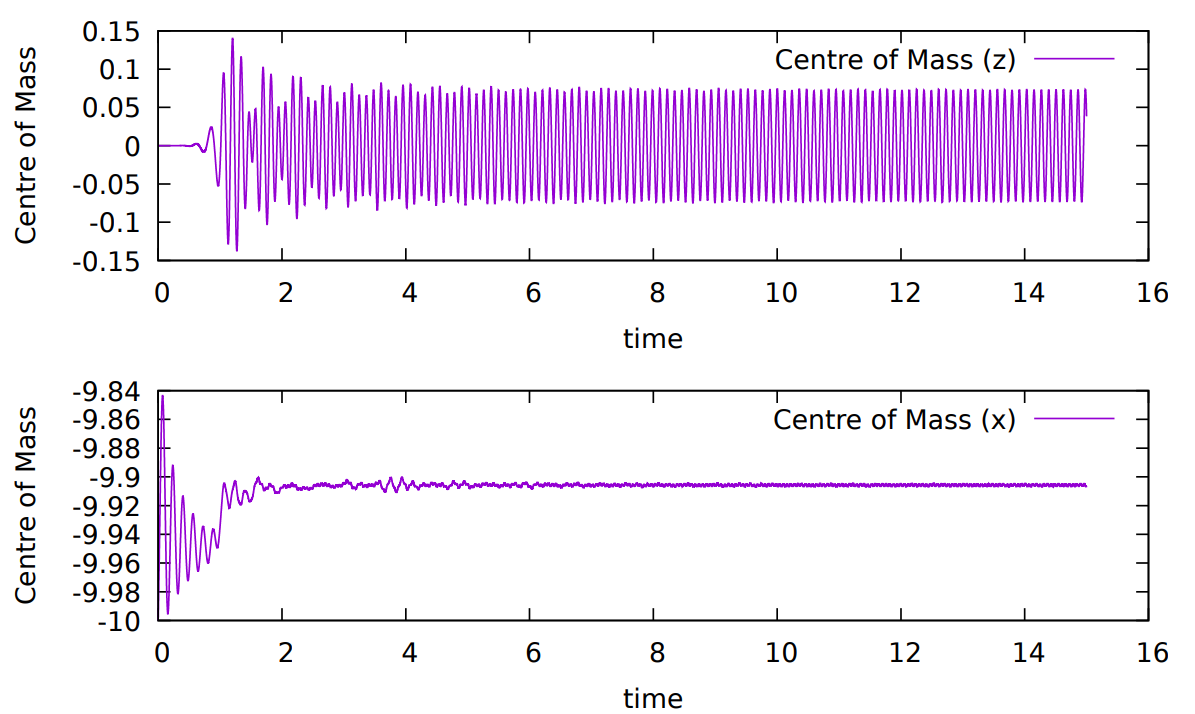 Centre of Mass
0.15
0.1
0.05
0
-0.05
-0.1
-0.15
Centre of Mass (z)
0 2 4 6 8 10 12 14 16
time
Centre of Mass
-9.84
-9.86
-9.88
-9.9
-9.92
-9.94
-9.96
-9.98
-10
Centre of Mass (x)
0 2 4 6 8 10 12 14 16
time